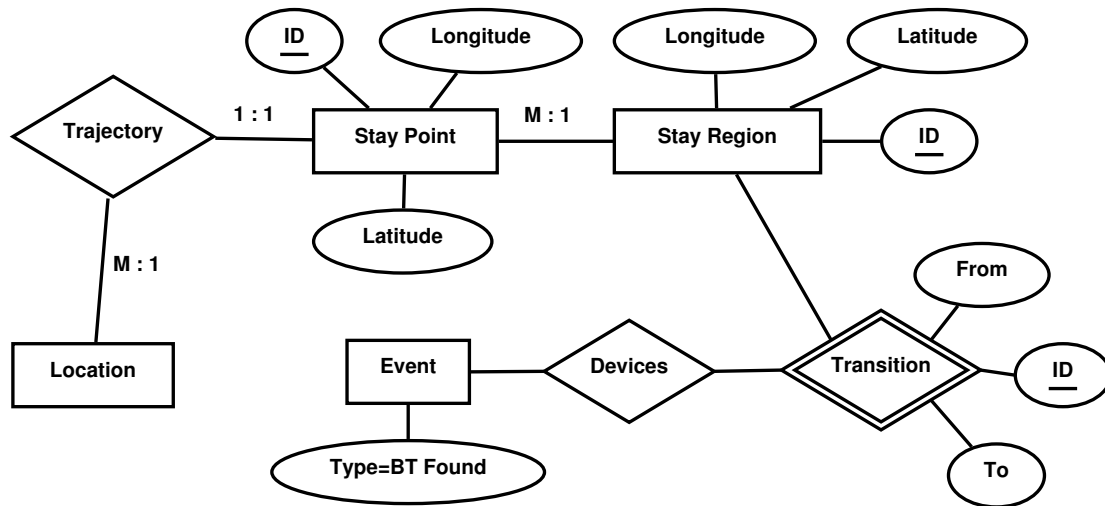 ID
Longitude
Longitude
Latitude
Trajectory
1 : 1
Stay Point
M : 1
Stay Region
ID
Latitude
M : 1
From
Location
Event
Devices
Transition
ID
Type=BT Found
To